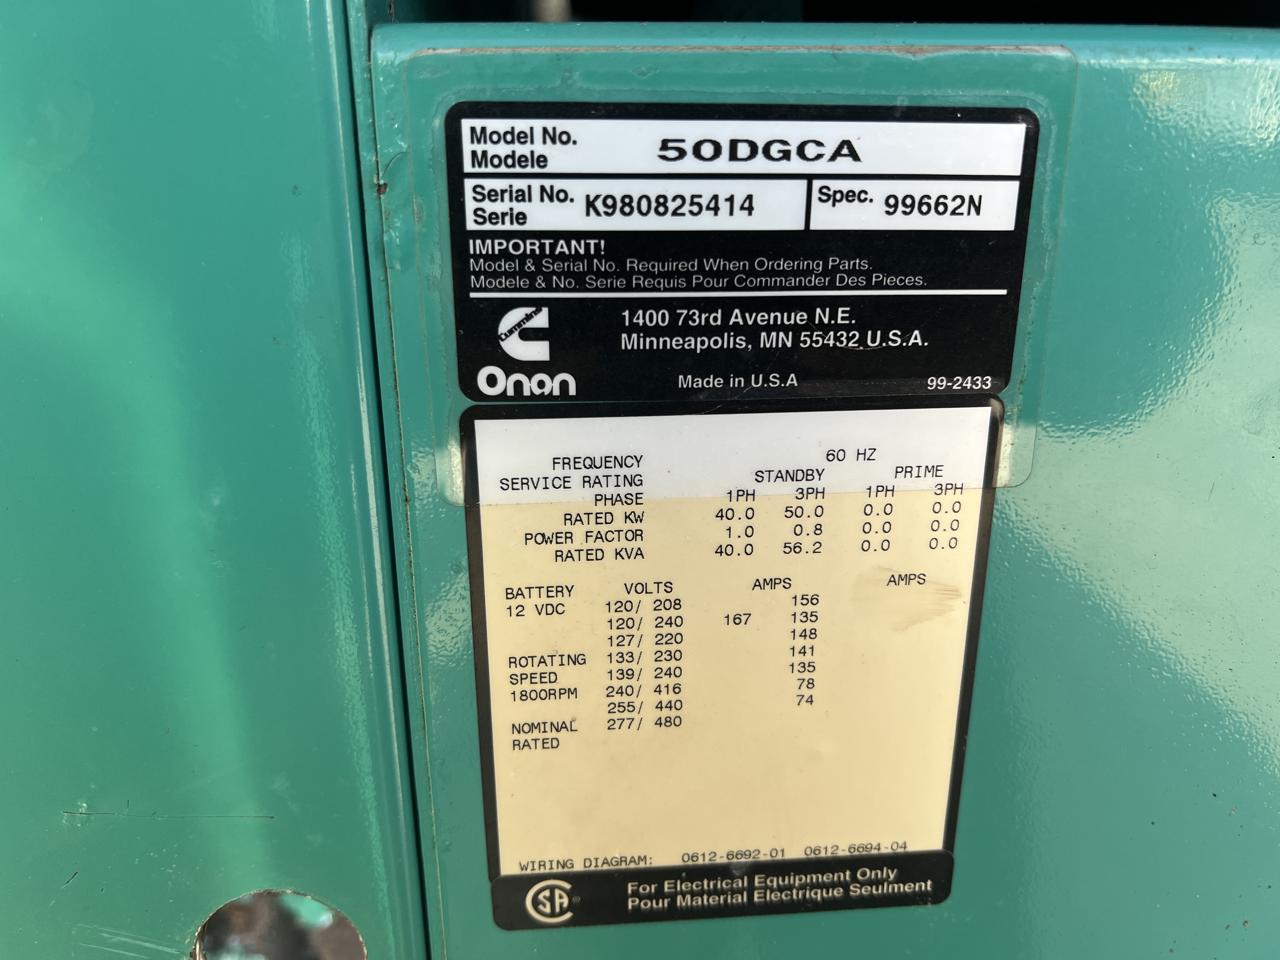 Model No. 50DGCA
Modele
Serial No. K980825414 Spec. 99662N
Serie
IMPORTANT!
Model & Serial No. Required When Ordering Parts.
Modele & No. Serie Requis Pour Commander Des Pieces.
Cummins
Onan
1400 73rd Avenue N.E.
Minneapolis, MN 55432 U.S.A.
Made in U.S.A 99-2433
FREQUENCY 60 HZ
SERVICE RATING STANDBY PRIME
PHASE 1PH 3PH 1PH 3PH
RATED KW 40.0 50.0 0.0 0.0
POWER FACTOR 1.0 0.8 0.0 0.0
RATED KVA 40.0 56.2 0.0 0.0
BATTERY VOLTS AMPS AMPS
12 VDC 120/ 208 156
120/ 240 167 135
127/ 220 148
ROTATING 133/ 230 141
SPEED 139/ 240 135
1800RPM 240/ 416 78
255/ 440 74
NOMINAL 277/ 480
RATED
WIRING DIAGRAM: 0612-6692-01 0612-6694-04
CSA
For Electrical Equipment Only
Pour Material Electrique Seulment